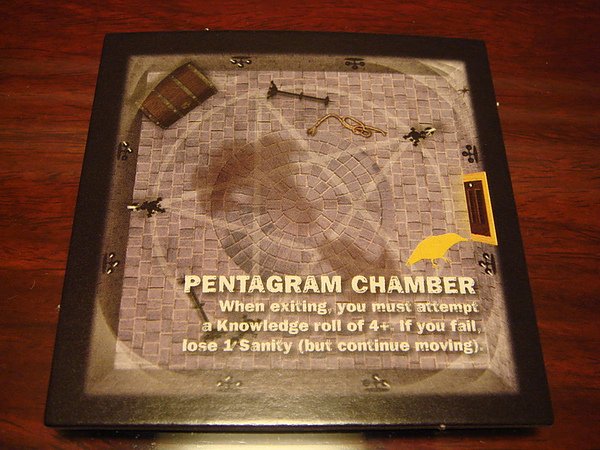 PENTAGRAM CHAMBER
When exiting, you must attempt
a Knowledge roll of 4+. If you fail,
lose 1 Sanity (but continue moving).